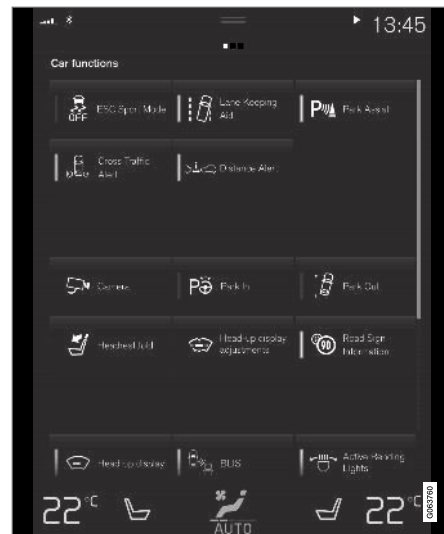 13:45
Car functions
OFF
ESC Sport Mode
Lane Keeping
Aid
P
Park Assist
Cross Traffic
Alert
Distance Alert
Camera
P
Park In
Park Out
Headrest fold
Head-up display
adjustments
90
Road Sign
Information
Head-up display
BLIS
Active Bending
Lights
22°C
AUTO
22°C
G063760